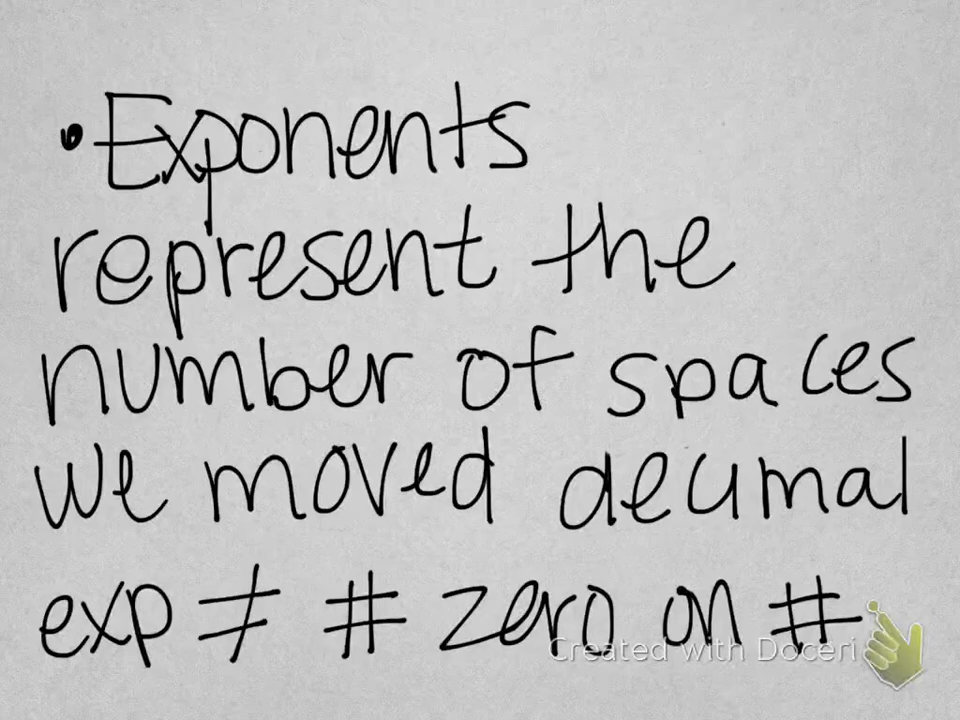 • Exponents
represent the
number of spaces
we moved decimal
exp ≠ # zero on #
Created with Doceri